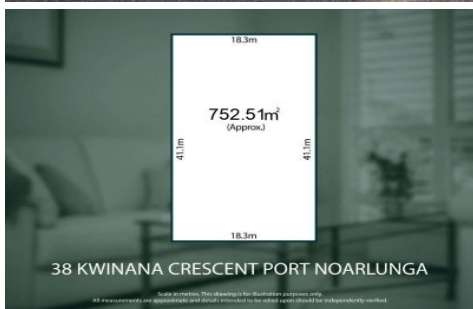 18.3m
752.51m²
(Approx.)
41.1m
41.1m
18.3m
38 KWINANA CRESCENT PORT NOARLUNGA
Scale in metres. This drawing is for illustration purposes only.
All measurements are approximate and details intended to be relied upon should be independently verified.